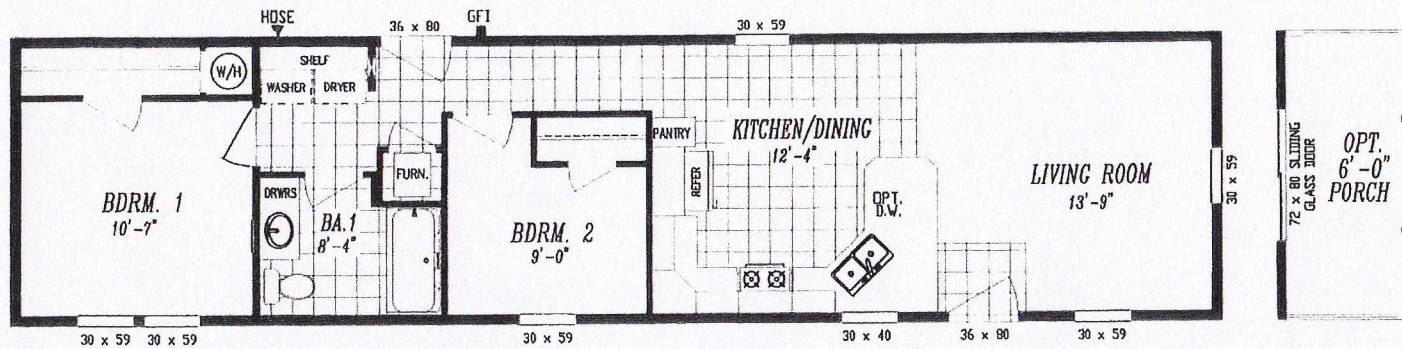 HOSE
36 x 80
GFI
30 x 59
W/H
SHELF
WASHER
DRYER
PANTRY
KITCHEN/DINING
12'-4"
REFER
FURN.
DRWRS
BDRM. 1
10'-7"
BA.1
8'-4"
BDRM. 2
9'-0"
OPT.
D.W.
LIVING ROOM
13'-9"
30 x 59
72 x 80 SLIDING
GLASS DOOR
OPT.
6'-0"
PORCH
30 x 59
30 x 59
30 x 59
30 x 40
36 x 80
30 x 59